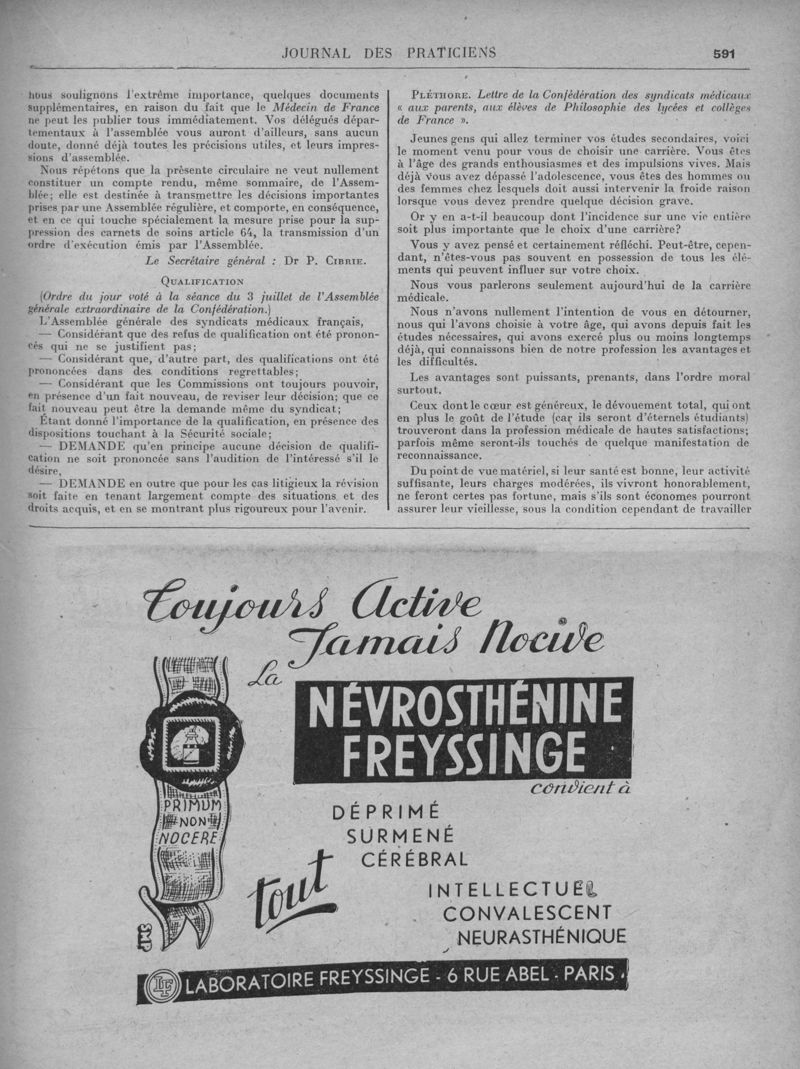 JOURNAL DES PRATICIENS
591
nous soulignons l'extrême importance, quelques documents
supplémentaires, en raison du fait que le Médecin de France
ne peut les publier tous immédiatement. Vos délégués dépar-
tementaux à l'assemblée vous auront d'ailleurs, sans aucun
doute, donné déjà toutes les précisions utiles, et leurs impres-
sions d'assemblée.
Nous répétons que la présente circulaire ne veut nullement
constituer un compte rendu, même sommaire, de l'Assem-
blée; elle est destinée à transmettre les décisions importantes
prises par une Assemblée régulière, et comporte, en conséquence,
et en ce qui touche spécialement la mesure prise pour la sup-
pression des carnets de soins article 64, la transmission d'un
ordre d'exécution émis par l'Assemblée.
Le Secrétaire général : Dr P. CIBRIE.
QUALIFICATION
(Ordre du jour voté à la séance du 3 juillet de l'Assemblée
générale extraordinaire de la Confédération.)
L'Assemblée générale des syndicats médicaux français,
— Considérant que des refus de qualification ont été pronon-
cés qui ne se justifient pas;
— Considérant que, d'autre part, des qualifications ont été
prononcées dans des conditions regrettables;
— Considérant que les Commissions ont toujours pouvoir,
en présence d'un fait nouveau, de reviser leur décision; que ce
fait nouveau peut être la demande même du syndicat;
Étant donné l'importance de la qualification, en présence des
dispositions touchant à la Sécurité sociale;
— DEMANDE qu'en principe aucune décision de qualifi-
cation ne soit prononcée sans l'audition de l'intéressé s'il le
désire,
— DEMANDE en outre que pour les cas litigieux la révision
soit faite en tenant largement compte des situations et des
droits acquis, et en se montrant plus rigoureux pour l'avenir.
PLÉTHORE. Lettre de la Confédération des syndicats médicaux
« aux parents, aux élèves de Philosophie des lycées et collèges
de France ».
Jeunes gens qui allez terminer vos études secondaires, voici
le moment venu pour vous de choisir une carrière. Vous êtes
à l'âge des grands enthousiasmes et des impulsions vives. Mais
déjà vous avez dépassé l'adolescence, vous êtes des hommes ou
des femmes chez lesquels doit aussi intervenir la froide raison
lorsque vous devez prendre quelque décision grave.
Or y en a-t-il beaucoup dont l'incidence sur une vie entière
soit plus importante que le choix d'une carrière?
Vous y avez pensé et certainement réfléchi. Peut-être, cepen-
dant, n'êtes-vous pas souvent en possession de tous les élé-
ments qui peuvent influer sur votre choix.
Nous vous parlerons seulement aujourd'hui de la carrière
médicale.
Nous n'avons nullement l'intention de vous en détourner,
nous qui l'avons choisie à votre âge, qui avons depuis fait les
études nécessaires, qui avons exercé plus ou moins longtemps
déjà, qui connaissons bien de notre profession les avantages et
les difficultés.
Les avantages sont puissants, prenants, dans l'ordre moral
surtout.
Ceux dont le cœur est généreux, le dévouement total, qui ont
en plus le goût de l'étude (car ils seront d'éternels étudiants)
trouveront dans la profession médicale de hautes satisfactions;
parfois même seront-ils touchés de quelque manifestation de
reconnaissance.
Du point de vue matériel, si leur santé est bonne, leur activité
suffisante, leurs charges modérées, ils vivront honorablement,
ne feront certes pas fortune, mais s'ils sont économes pourront
assurer leur vieillesse, sous la condition cependant de travailler
Toujours Active
Jamais Nocive
La
NÉVROSTHÉNINE
FREYSSINGE
convient à
PRIMUM
NON
NOCERE
tout
DÉPRIMÉ
SURMENÉ
CÉRÉBRAL
INTELLECTUEL
CONVALESCENT
NEURASTHÉNIQUE
LF LABORATOIRE FREYSSINGE - 6 RUE ABEL - PARIS